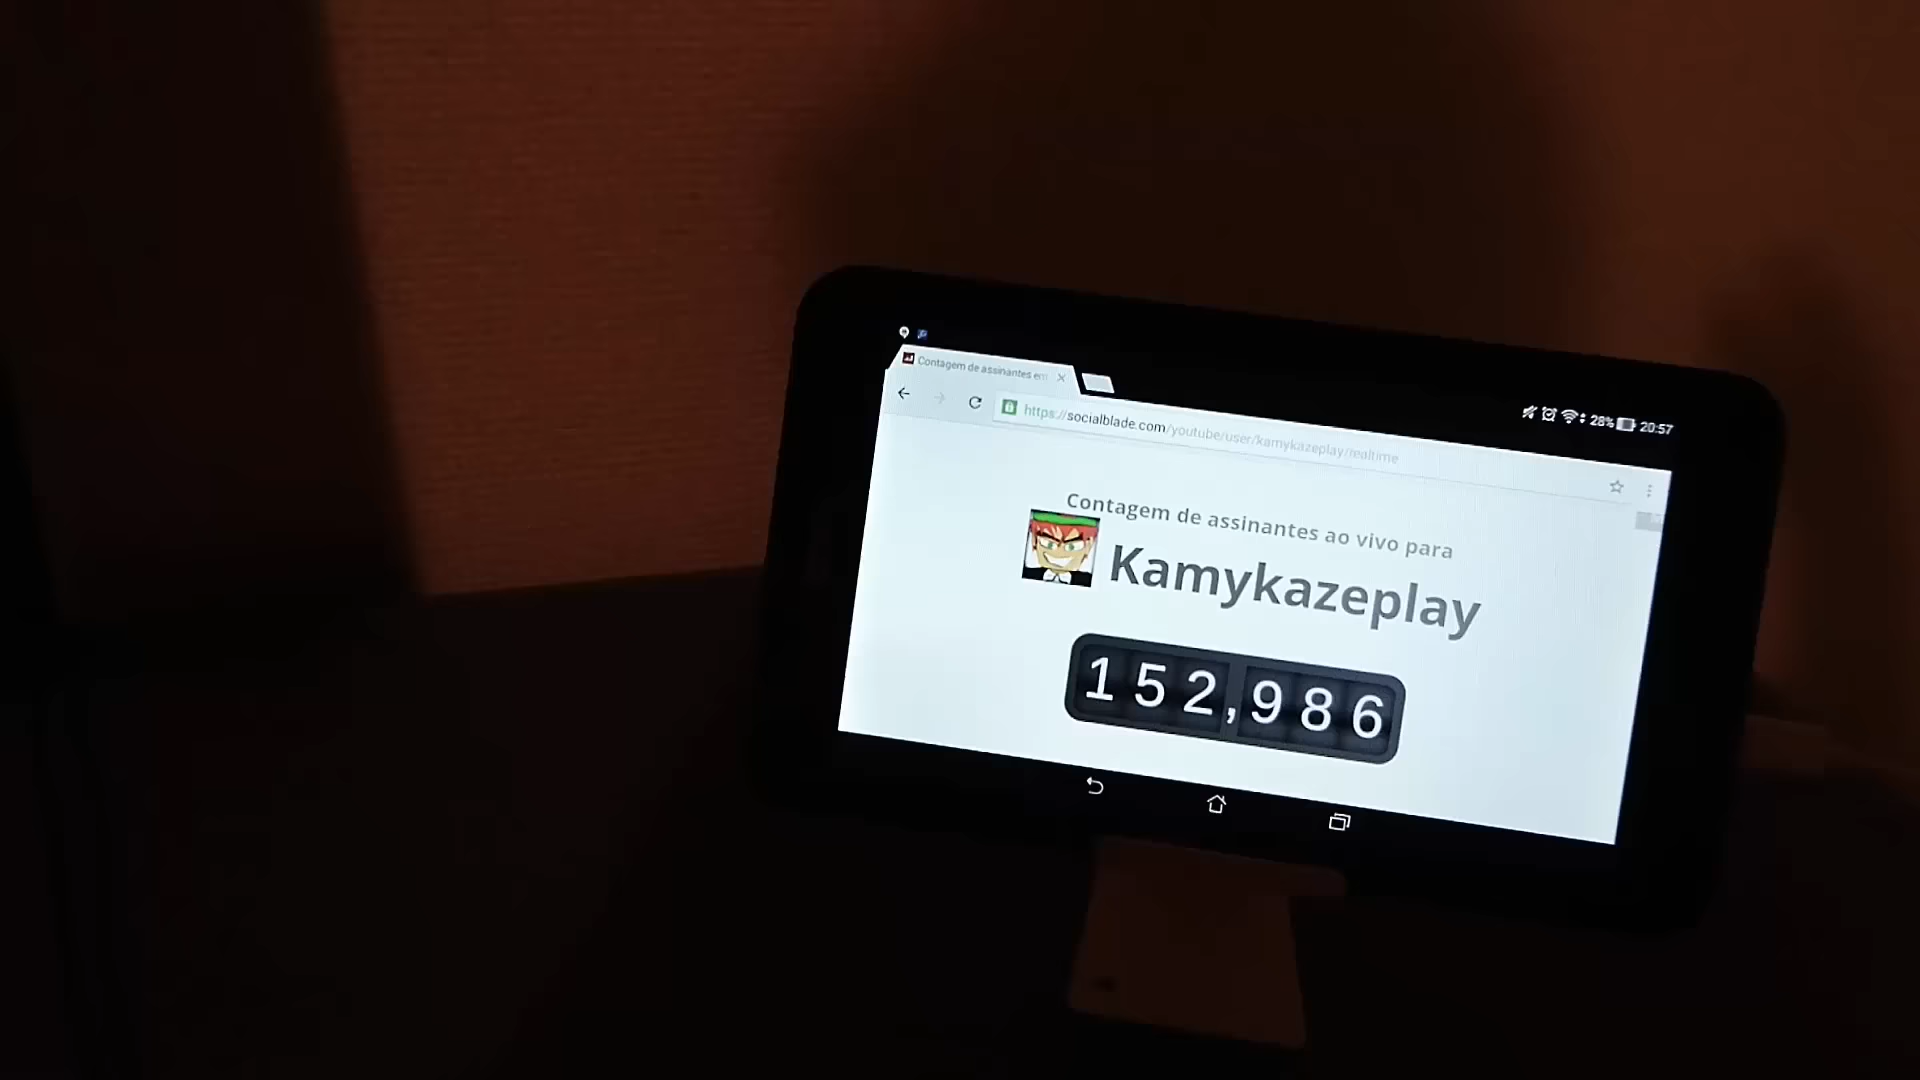 28% 20:57
Contagem de assinantes em
https://socialblade.com/youtube/user/kamykazeplay/realtime
Contagem de assinantes ao vivo para
Kamykazeplay
152,986